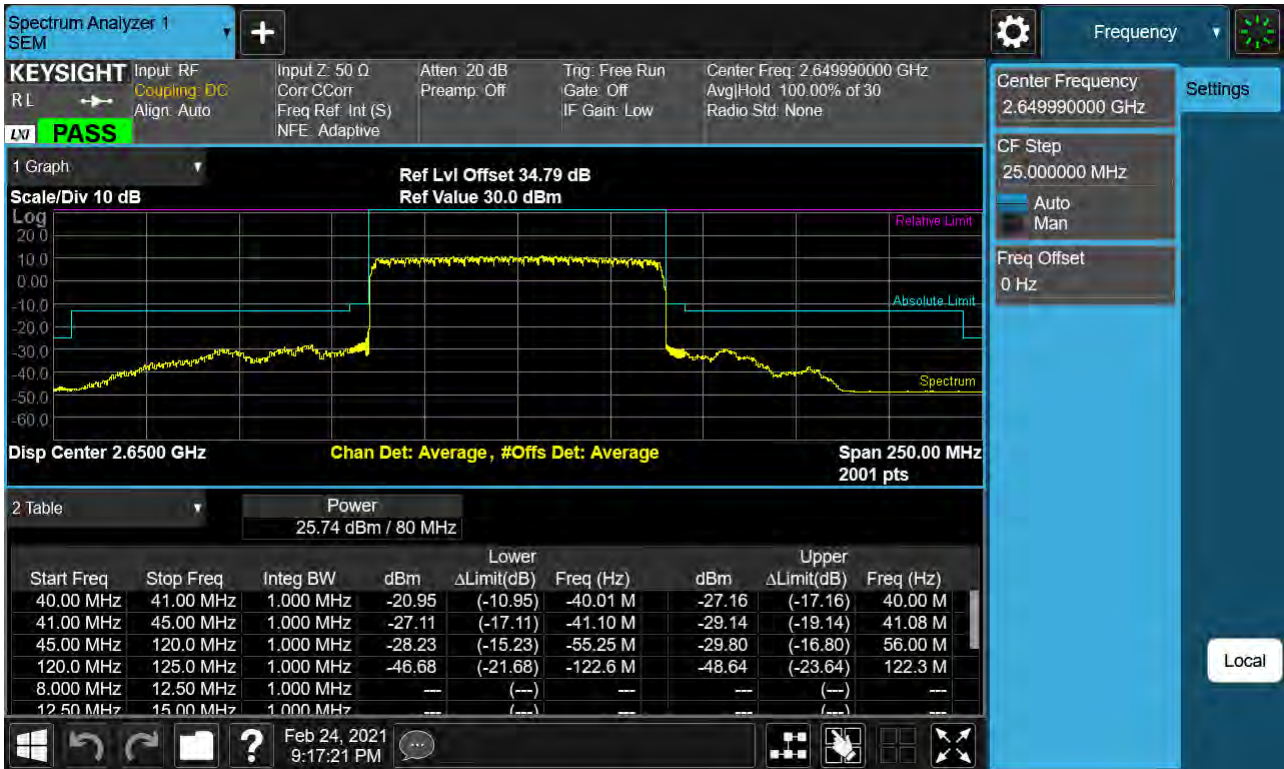 Spectrum Analyzer 1
SEM
Frequency
KEYSIGHT
R L
LXI
PASS
Input: RF
Coupling: DC
Align: Auto
Input Z: 50 Ω
Corr CCorr
Freq Ref: Int (S)
NFE: Adaptive
Atten: 20 dB
Preamp: Off
Trig: Free Run
Gate: Off
IF Gain: Low
Center Freq: 2.649990000 GHz
Avg|Hold: 100.00% of 30
Radio Std: None
Center Frequency
2.649990000 GHz
Settings
CF Step
25.000000 MHz
Auto
Man
Freq Offset
0 Hz
1 Graph
Ref Lvl Offset 34.79 dB
Scale/Div 10 dB
Ref Value 30.0 dBm
Log
Relative Limit
20.0
10.0
0.00
-10.0
Absolute Limit
-20.0
-30.0
-40.0
Spectrum
-50.0
-60.0
Disp Center 2.6500 GHz
Chan Det: Average, #Offs Det: Average
Span 250.00 MHz
2001 pts
2 Table
Power
25.74 dBm / 80 MHz
Lower Upper
Start Freq Stop Freq Integ BW dBm ΔLimit(dB) Freq (Hz) dBm ΔLimit(dB) Freq (Hz)
40.00 MHz 41.00 MHz 1.000 MHz -20.95 (-10.95) -40.01 M -27.16 (-17.16) 40.00 M
41.00 MHz 45.00 MHz 1.000 MHz -27.11 (-17.11) -41.10 M -29.14 (-19.14) 41.08 M
45.00 MHz 120.0 MHz 1.000 MHz -28.23 (-15.23) -55.25 M -29.80 (-16.80) 56.00 M
120.0 MHz 125.0 MHz 1.000 MHz -46.68 (-21.68) -122.6 M -48.64 (-23.64) 122.3 M
8.000 MHz 12.50 MHz 1.000 MHz --- (---) --- --- (---) ---
12.50 MHz 15.00 MHz 1.000 MHz --- (---) --- --- (---) ---
Local
Feb 24, 2021
9:17:21 PM